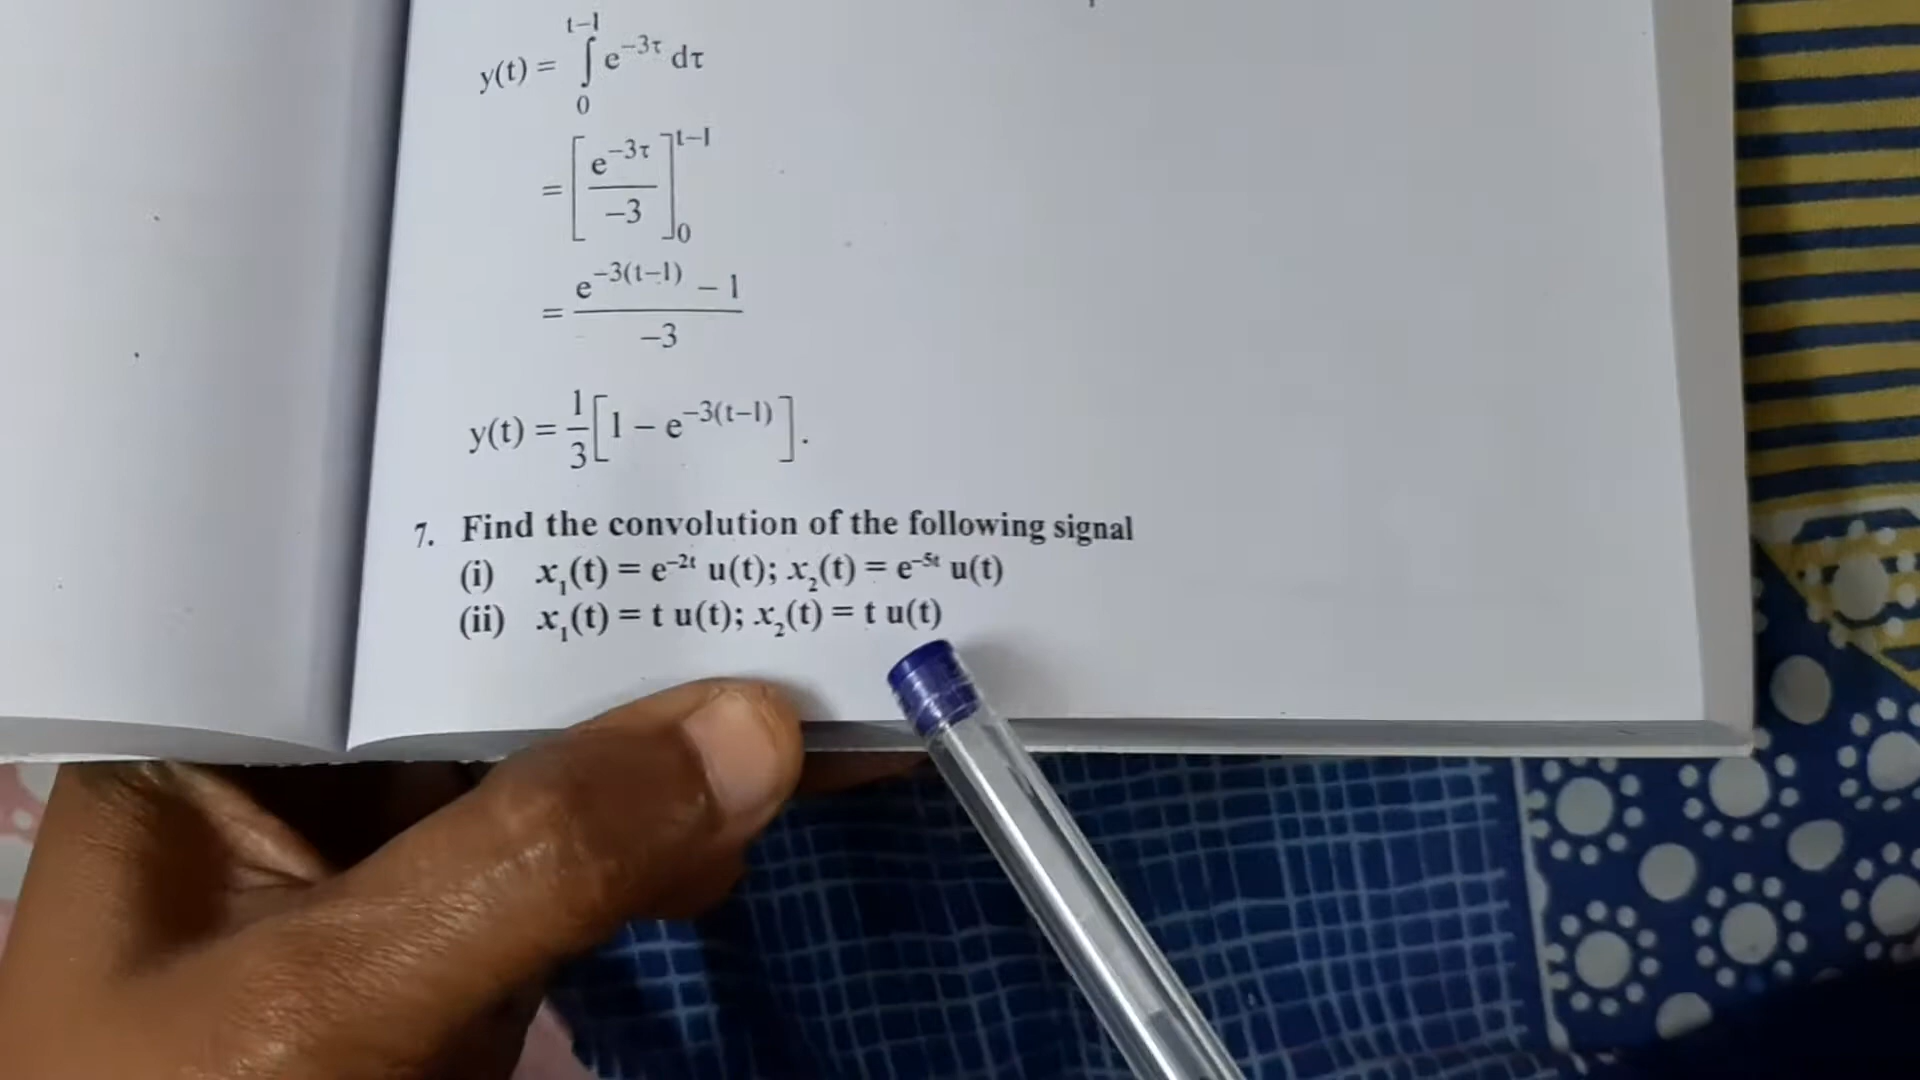 y(t) = ∫₀^{t–1} e^{–3τ} dτ
= [e^{–3τ} / –3]₀^{t–1}
= (e^{–3(t–1)} – 1) / –3
y(t) = 1/3 [1 – e^{–3(t–1)}].
7. Find the convolution of the following signal
(i) x₁(t) = e^{–2t} u(t); x₂(t) = e^{–5t} u(t)
(ii) x₁(t) = t u(t); x₂(t) = t u(t)